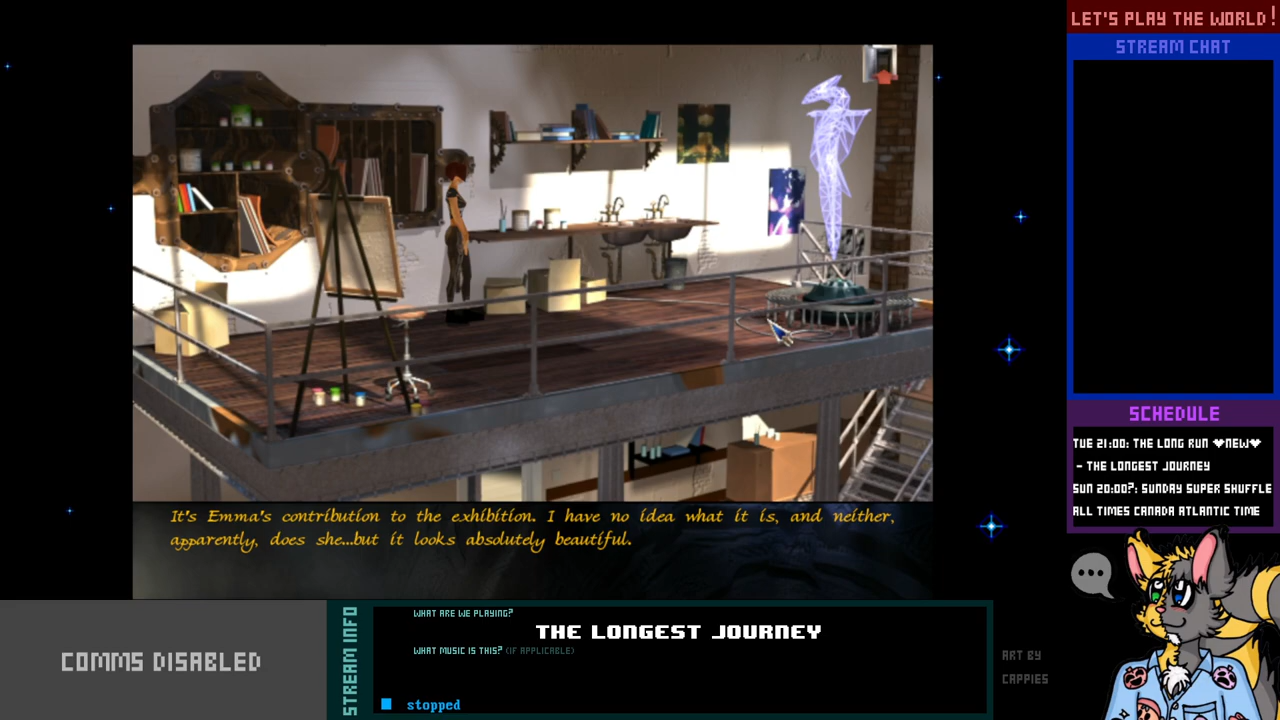 LET'S PLAY THE WORLD!
STREAM CHAT
SCHEDULE
TUE 21:00: THE LONG RUN ♥NEW♥
- THE LONGEST JOURNEY
SUN 20:00?: SUNDAY SUPER SHUFFLE
ALL TIMES CANADA ATLANTIC TIME
It's Emma's contribution to the exhibition. I have no idea what it is, and neither,
apparently, does she...but it looks absolutely beautiful.
COMMS DISABLED
STREAM INFO
WHAT ARE WE PLAYING?
THE LONGEST JOURNEY
WHAT MUSIC IS THIS? (IF APPLICABLE)
stopped
ART BY
CAPPIES